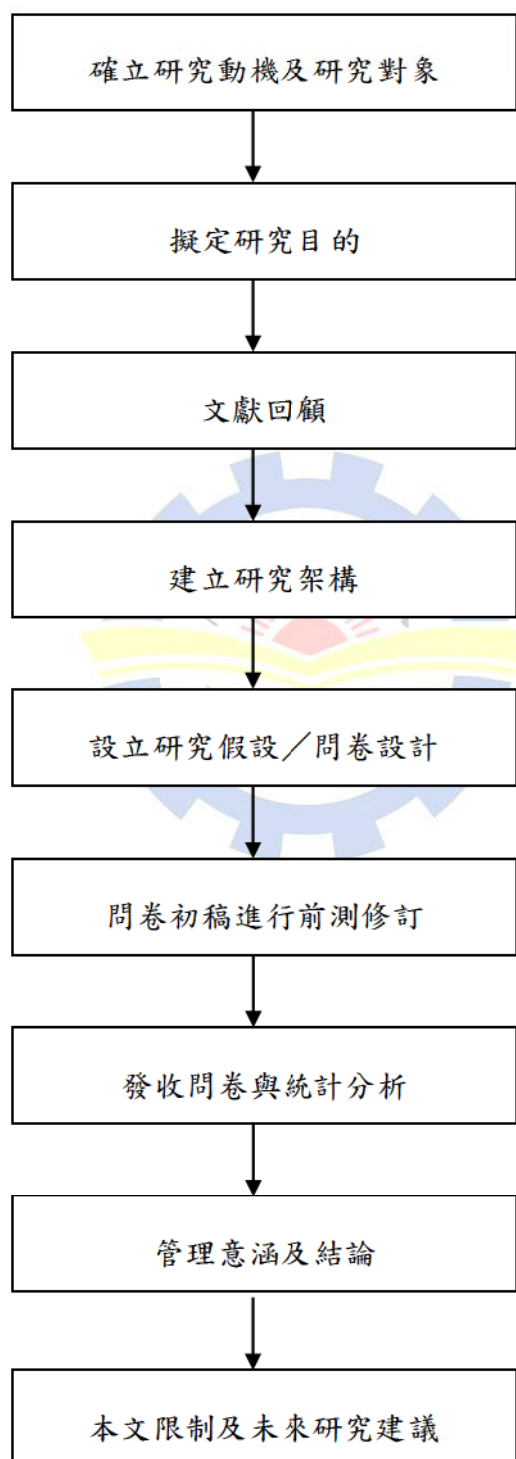 確立研究動機及研究對象
擬定研究目的
文獻回顧
建立研究架構
設立研究假設／問卷設計
問卷初稿進行前測修訂
發收問卷與統計分析
管理意涵及結論
本文限制及未來研究建議